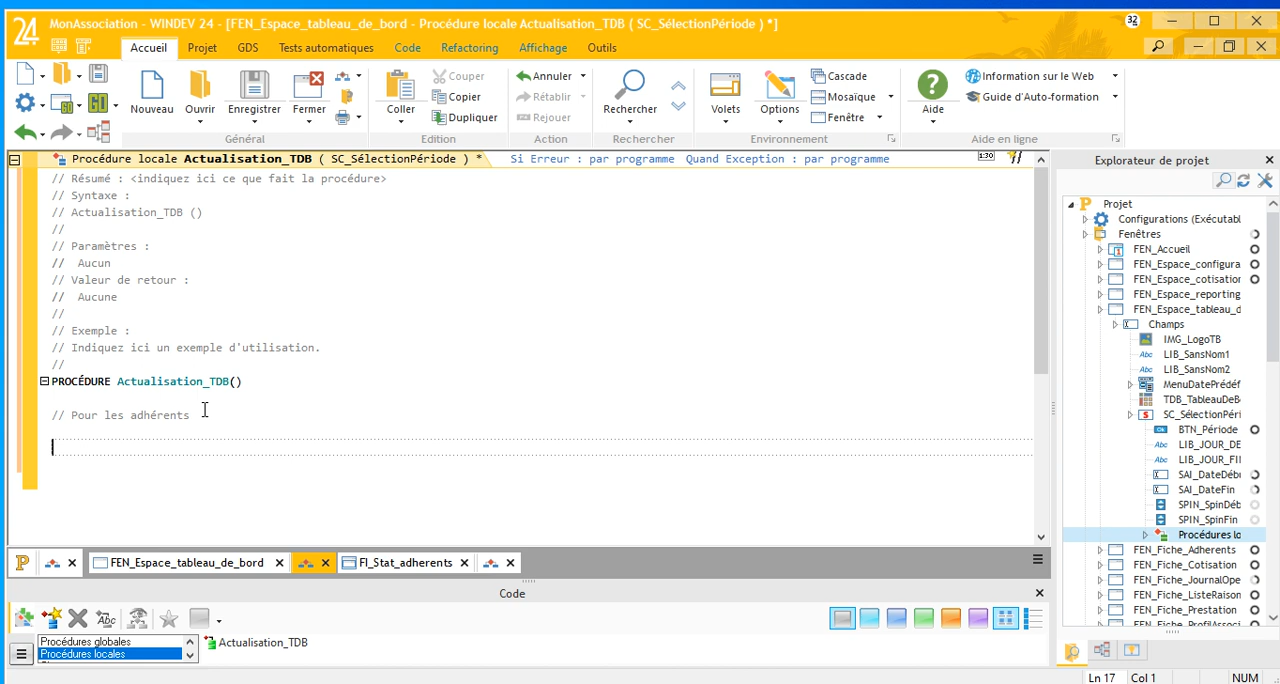 24
MonAssociation - WINDEV 24 - [FEN_Espace_tableau_de_bord - Procédure locale Actualisation_TDB ( SC_SélectionPériode ) *]
32
Accueil Projet GDS Tests automatiques Code Refactoring Affichage Outils
Nouveau Ouvrir Enregistrer Fermer
Général
Coller Couper Copier Dupliquer
Edition
Annuler Rétablir Rejouer
Action
Rechercher
Rechercher
Volets Options Cascade Mosaïque Fenêtre
Environnement
Aide Information sur le Web Guide d'Auto-formation
Aide en ligne
Procédure locale Actualisation_TDB ( SC_SélectionPériode ) * Si Erreur : par programme Quand Exception : par programme
1:30
// Résumé : <indiquez ici ce que fait la procédure>
// Syntaxe :
// Actualisation_TDB ()
//
// Paramètres :
// Aucun
// Valeur de retour :
// Aucune
//
// Exemple :
// Indiquez ici un exemple d'utilisation.
//
PROCÉDURE Actualisation_TDB()
// Pour les adhérents
FEN_Espace_tableau_de_bord FI_Stat_adherents
Code
Procédures globales
Procédures locales
Actualisation_TDB
Explorateur de projet
Projet
Configurations (Exécutabl
Fenêtres
FEN_Accueil
FEN_Espace_configura
FEN_Espace_cotisation
FEN_Espace_reporting
FEN_Espace_tableau_d
Champs
IMG_LogoTB
LIB_SansNom1
LIB_SansNom2
MenuDatePrédéf
TDB_TableauDeB
SC_SélectionPéri
BTN_Période
LIB_JOUR_DE
LIB_JOUR_FI
SAI_DateDébu
SAI_DateFin
SPIN_SpinDéb
SPIN_SpinFin
Procédures lo
FEN_Fiche_Adherents
FEN_Fiche_Cotisation
FEN_Fiche_JournalOpe
FEN_Fiche_ListeRaison
FEN_Fiche_Prestation
FEN_Fiche_ProfilAssoci
Ln 17 Col 1 NUM